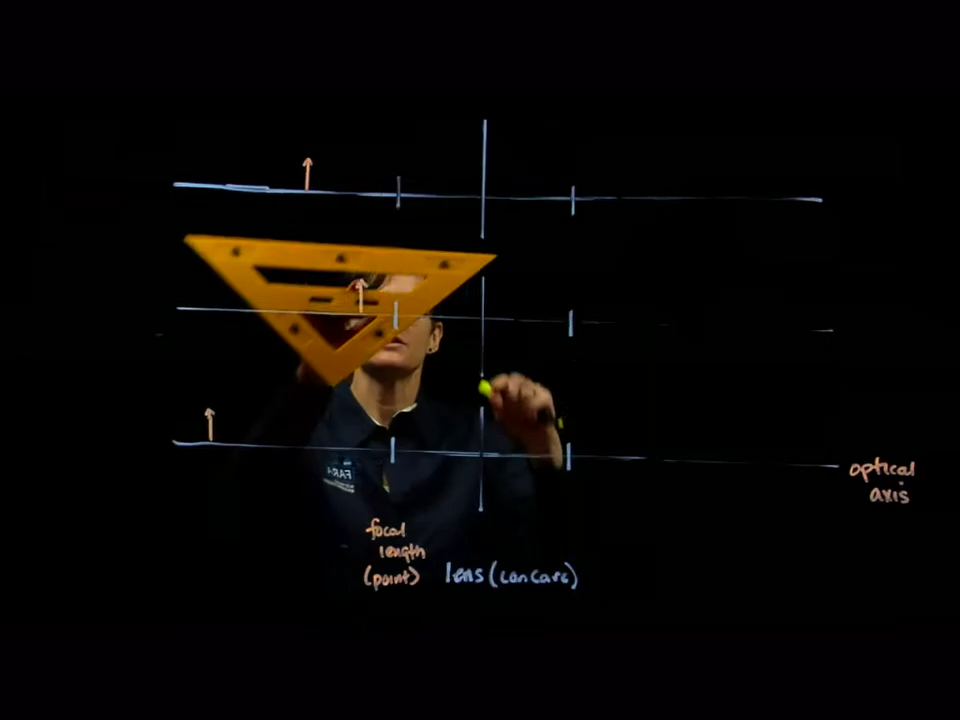 optical
axis
focal
length
(point)
lens (concave)